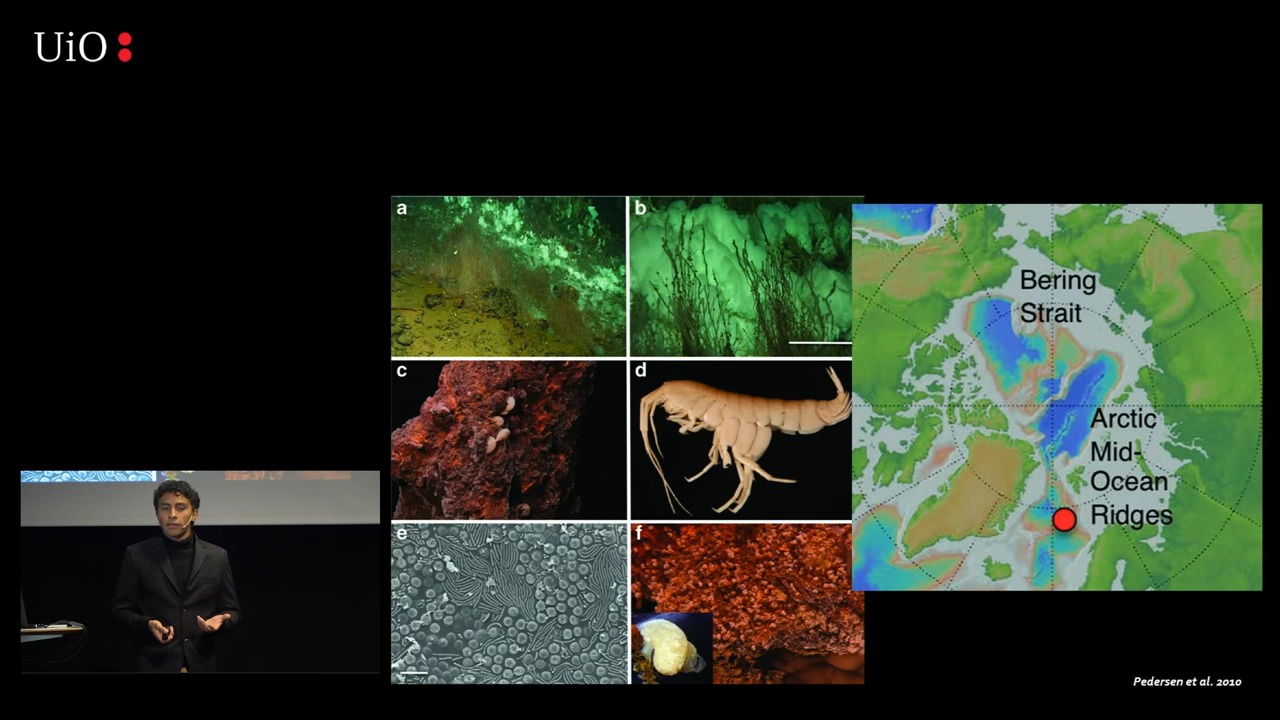 UiO
a
b
c
d
e
f
Bering
Strait
Arctic
Mid-
Ocean
Ridges
Pedersen et al. 2010